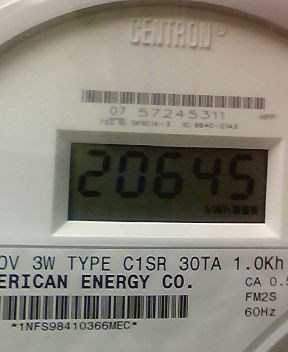 CENTRON®
07 57245311
HPP
20645
kWh
0V 3W TYPE C1SR 30TA 1.0Kh
ERICAN ENERGY CO.
CA 0.5
FM2S
60Hz
*1NFS98410366MEC*